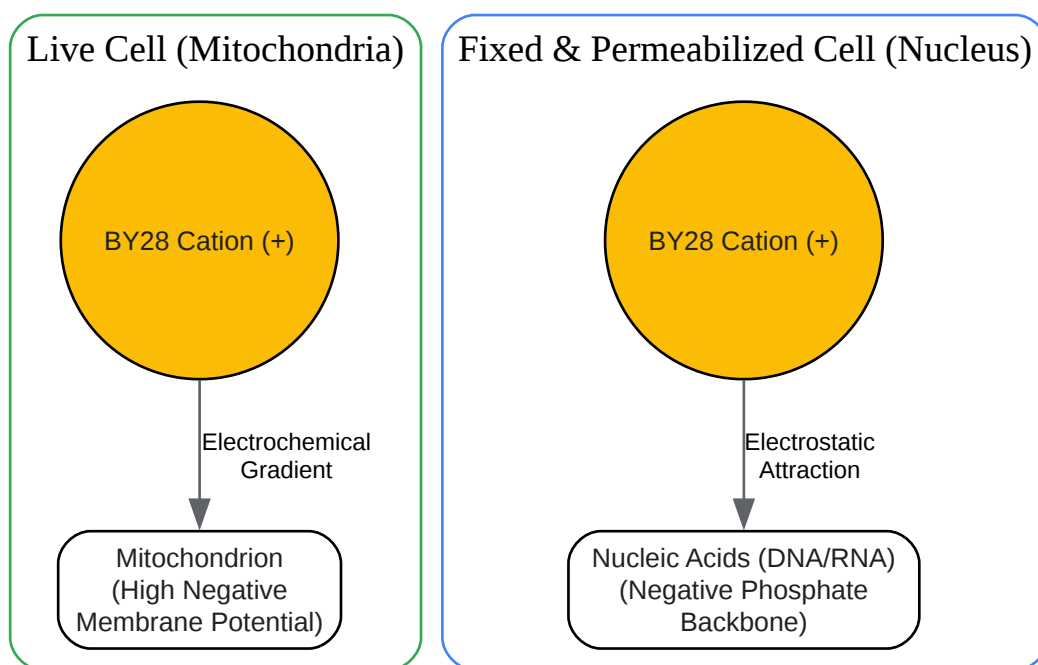 Live Cell (Mitochondria)
BY28 Cation (+)
Electrochemical
Gradient
Mitochondrion
(High Negative
Membrane Potential)
Fixed & Permeabilized Cell (Nucleus)
BY28 Cation (+)
Electrostatic
Attraction
Nucleic Acids (DNA/RNA)
(Negative Phosphate
Backbone)